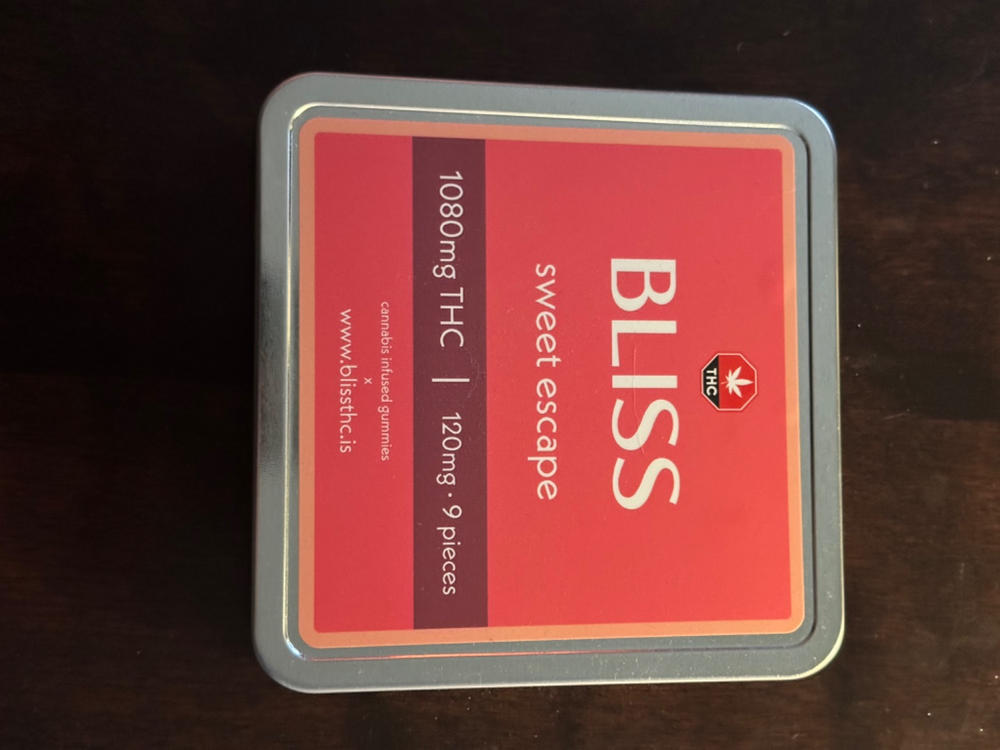 THC
BLISS
sweet escape
1080mg THC | 120mg · 9 pieces
cannabis infused gummies
x
www.blissthc.is